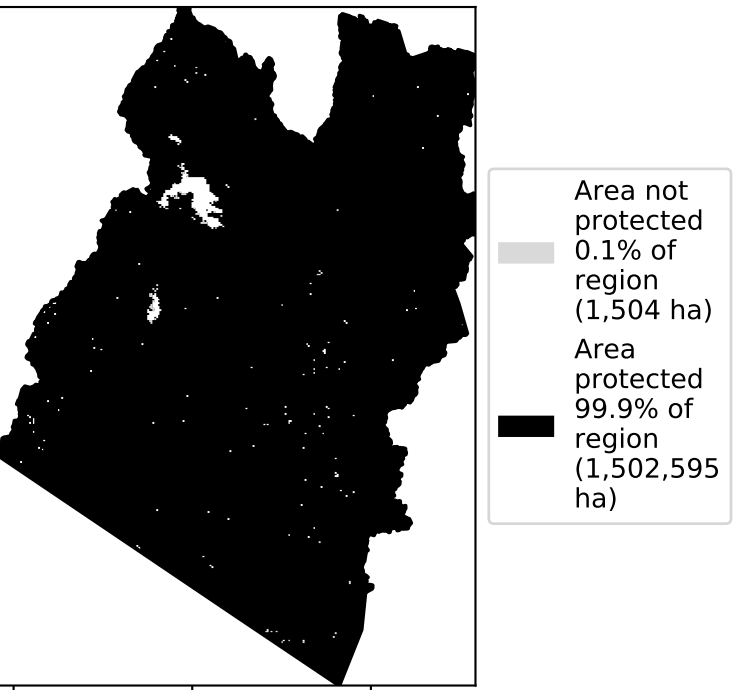 Area not
protected
0.1% of
region
(1,504 ha)
Area
protected
99.9% of
region
(1,502,595
ha)